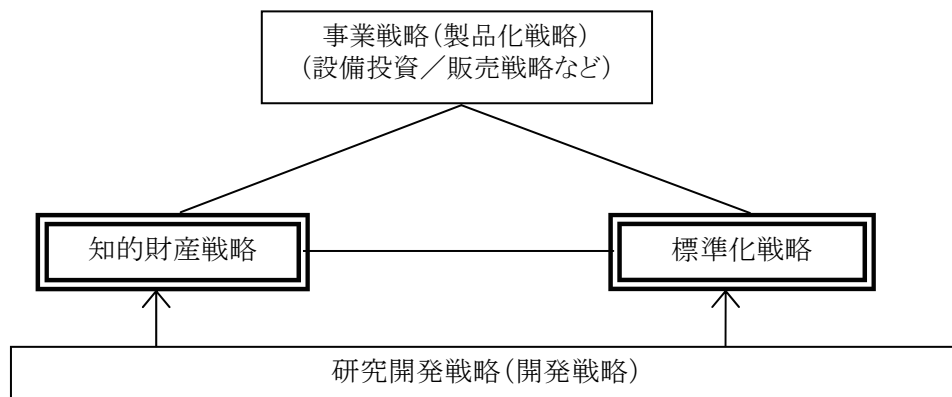 事業戦略(製品化戦略)
(設備投資/販売戦略など)
知的財産戦略
標準化戦略
研究開発戦略(開発戦略)